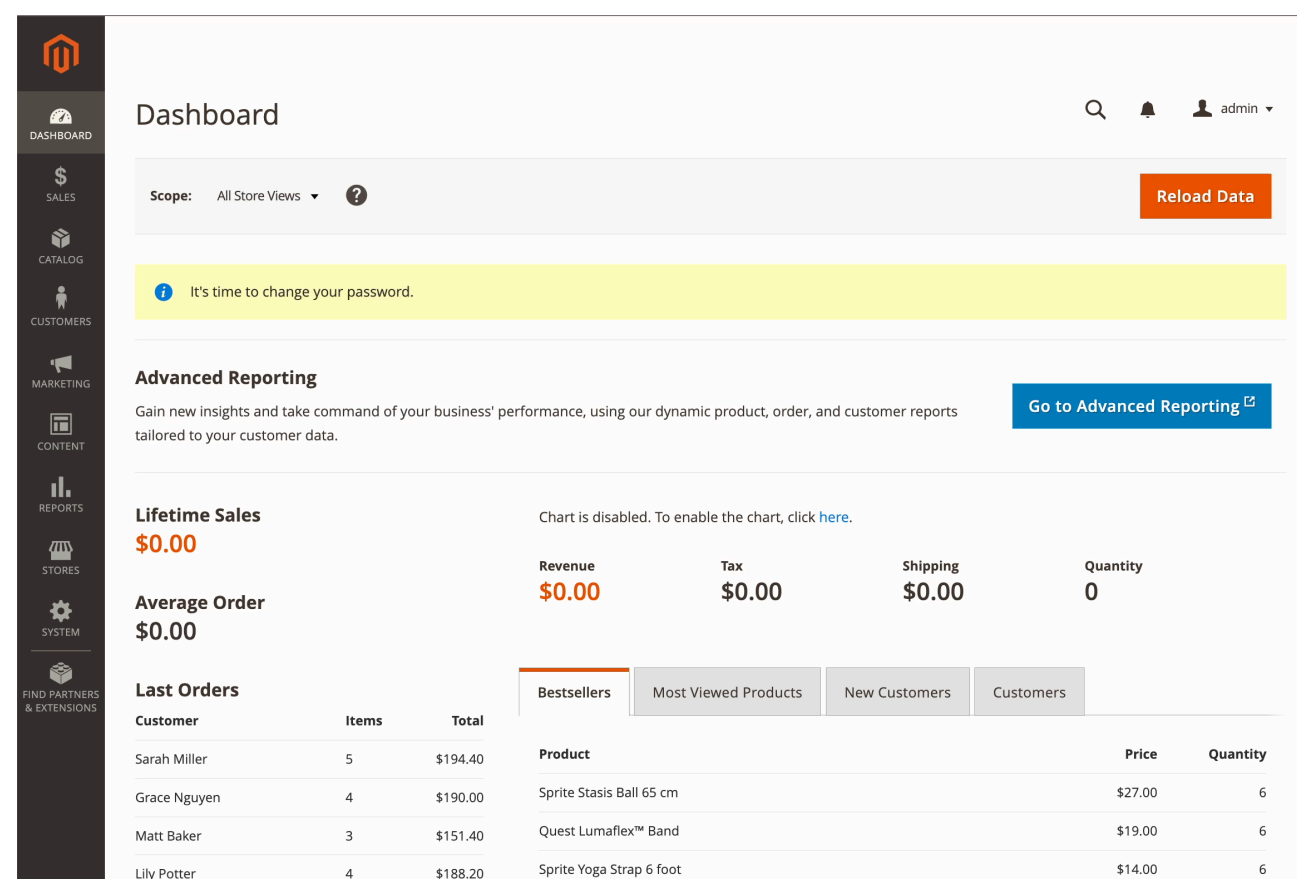 Dashboard
admin
DASHBOARD
SALES
CATALOG
CUSTOMERS
MARKETING
CONTENT
REPORTS
STORES
SYSTEM
FIND PARTNERS
& EXTENSIONS
Scope: All Store Views ?
Reload Data
It's time to change your password.
Advanced Reporting
Gain new insights and take command of your business' performance, using our dynamic product, order, and customer reports
tailored to your customer data.
Go to Advanced Reporting
Lifetime Sales
$0.00
Average Order
$0.00
Chart is disabled. To enable the chart, click here.
Revenue Tax Shipping Quantity
$0.00 $0.00 $0.00 0
Last Orders
Customer Items Total
Sarah Miller 5 $194.40
Grace Nguyen 4 $190.00
Matt Baker 3 $151.40
Lily Potter 4 $188.20
Bestsellers Most Viewed Products New Customers Customers
Product Price Quantity
Sprite Stasis Ball 65 cm $27.00 6
Quest Lumaflex™ Band $19.00 6
Sprite Yoga Strap 6 foot $14.00 6